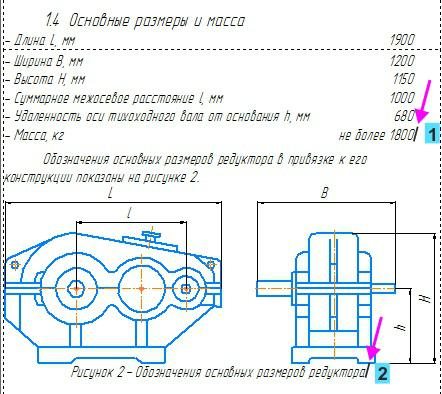 1.4 Основные размеры и масса
- Длина L, мм 1900
- Ширина B, мм 1200
- Высота H, мм 1150
- Суммарное межосевое расстояние l, мм 1000
- Удаленность оси тихоходного вала от основания h, мм 680
- Масса, кг не более 1800
1
Обозначения основных размеров редуктора в привязке к его
конструкции показаны на рисунке 2.
L B
l
H
h
Рисунок 2 - Обозначения основных размеров редуктора
2